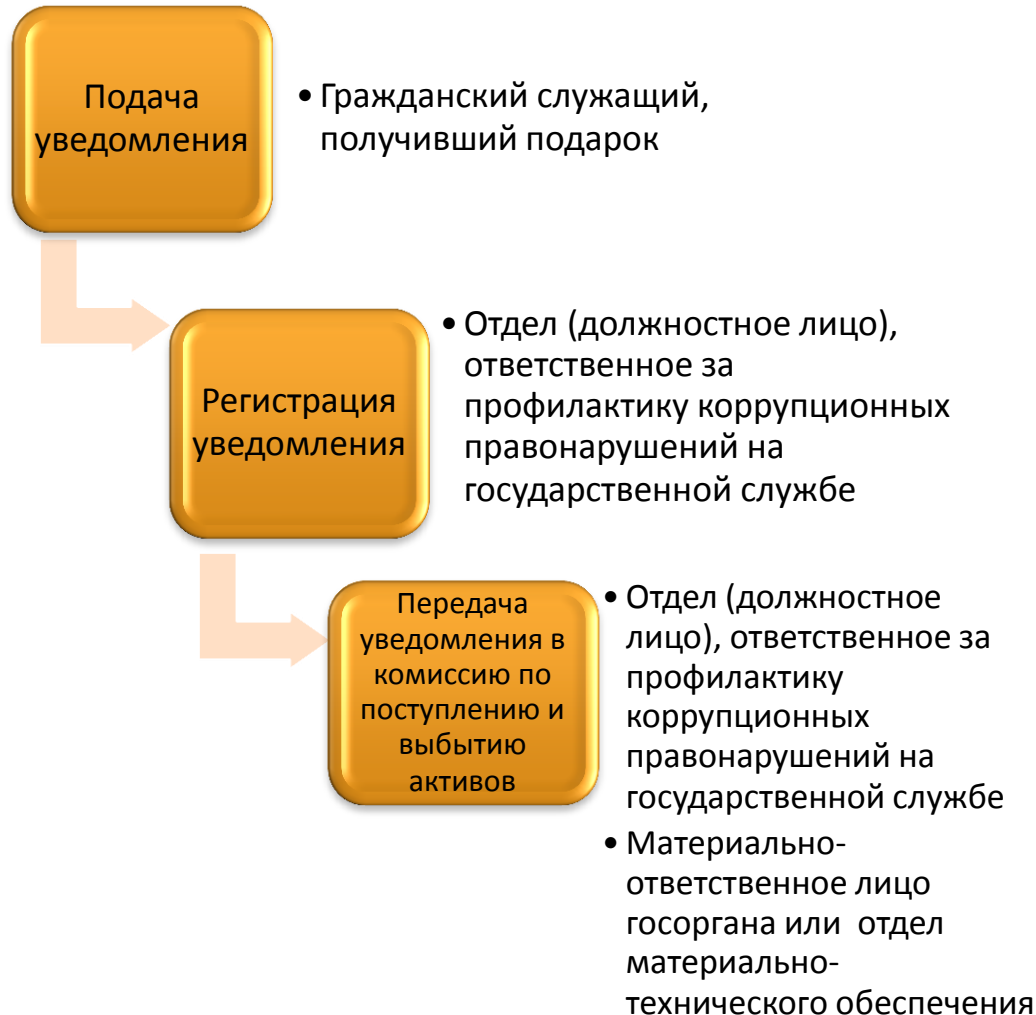 Подача
уведомления
• Гражданский служащий,
получивший подарок
Регистрация
уведомления
• Отдел (должностное лицо),
ответственное за
профилактику коррупционных
правонарушений на
государственной службе
Передача
уведомления в
комиссию по
поступлению и
выбытию
активов
• Отдел (должностное
лицо), ответственное за
профилактику
коррупционных
правонарушений на
государственной службе
• Материально-
ответственное лицо
госоргана или отдел
материально-
технического обеспечения